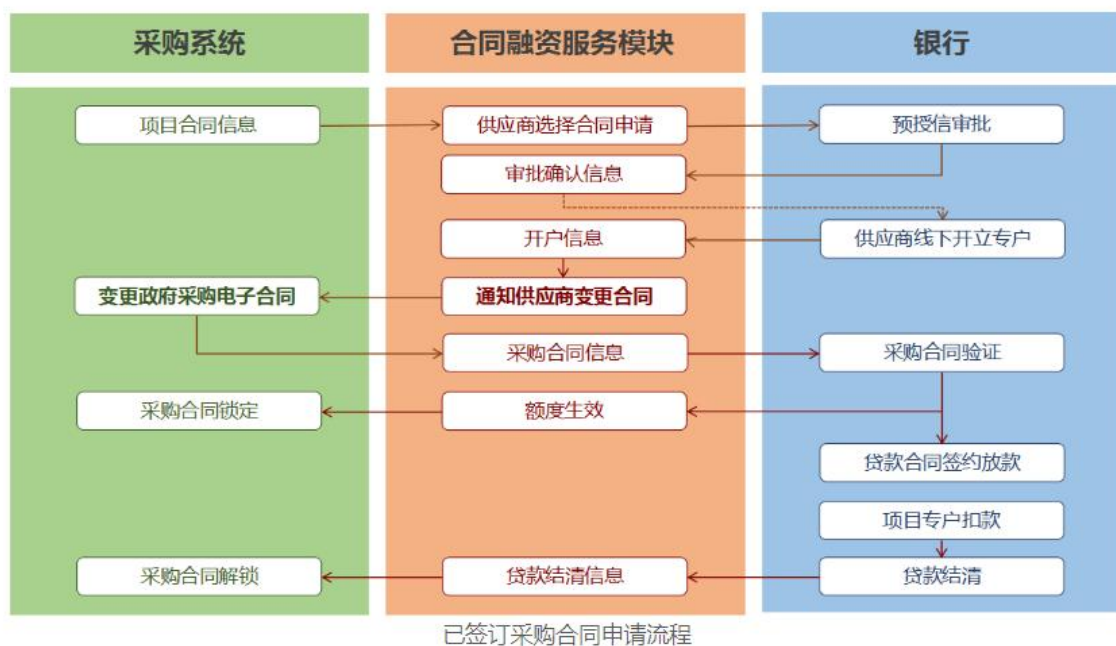 采购系统
合同融资服务模块
银行
项目合同信息
供应商选择合同申请
预授信审批
审批确认信息
开户信息
供应商线下开立专户
变更政府采购电子合同
通知供应商变更合同
采购合同信息
采购合同验证
采购合同锁定
额度生效
贷款合同签约放款
项目专户扣款
采购合同解锁
贷款结清信息
贷款结清
已签订采购合同申请流程